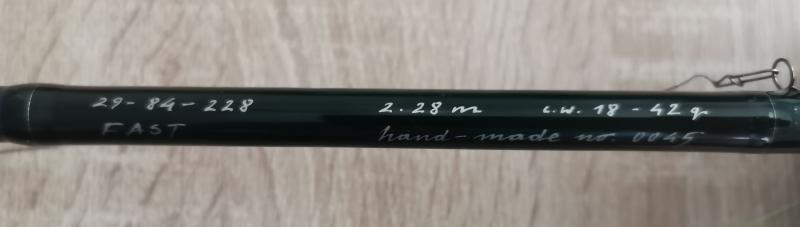 29-84-228 2.28 m c.w. 18-42 g
FAST hand-made no. 0045